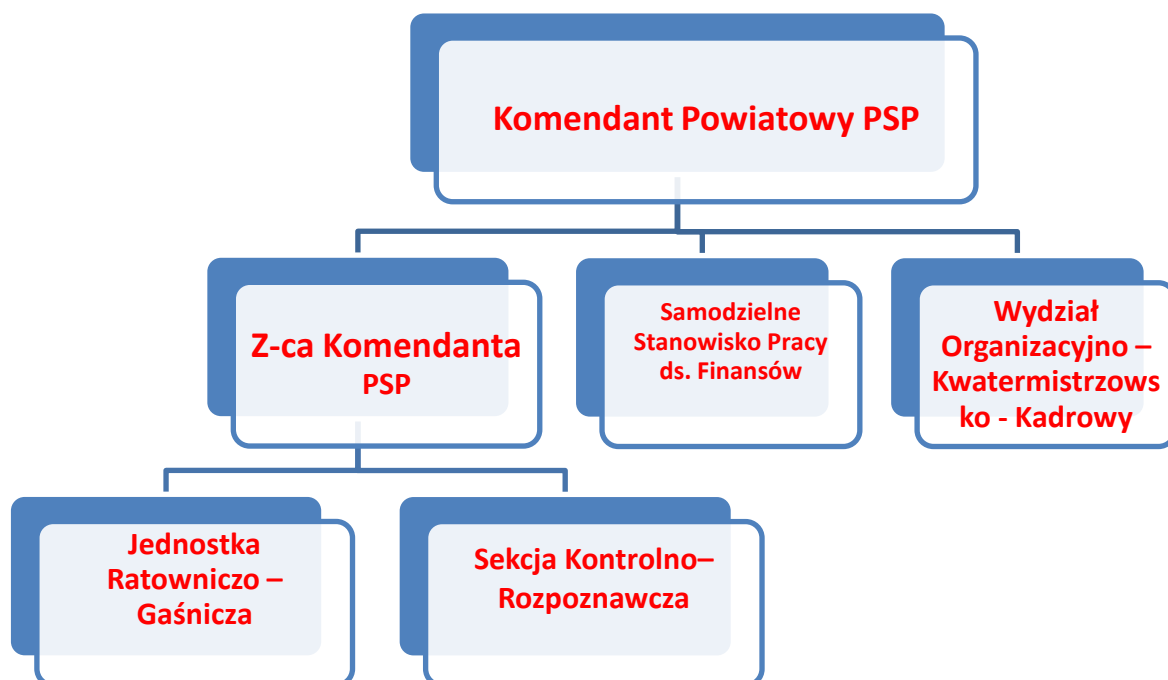 Komendant Powiatowy PSP
Z-ca Komendanta
PSP
Samodzielne
Stanowisko Pracy
ds. Finansów
Wydział
Organizacyjno –
Kwatermistrzows
ko - Kadrowy
Jednostka
Ratowniczo –
Gaśnicza
Sekcja Kontrolno–
Rozpoznawcza